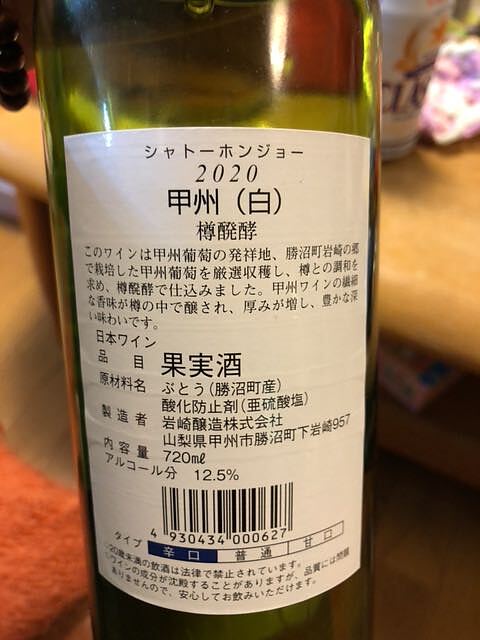 シャトーホンジョー
2020
甲州（白）
樽醗酵
このワインは甲州葡萄の発祥地、勝沼町岩崎の郷
で栽培した甲州葡萄を厳選収穫し、樽との調和を
求め、樽醗酵で仕込みました。甲州ワインの繊細
な香味が樽の中で醸され、厚みが増し、豊かな深
い味わいです。
日本ワイン
品目 果実酒
原材料名 ぶとう（勝沼町産）
酸化防止剤（亜硫酸塩）
製造者 岩崎醸造株式会社
山梨県甲州市勝沼町下岩崎957
内容量 720mℓ
アルコール分 12.5%
4 930434 000627
タイプ 辛口 普通 甘口
20歳未満の飲酒は法律で禁止されています。
ワインの成分が沈殿することがありますが、品質には問題
ありませんので、安心してお飲みいただけます。